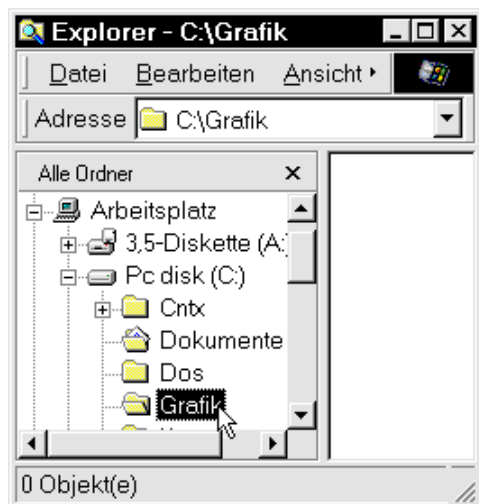 Explorer - C:\Grafik
Datei Bearbeiten Ansicht
Adresse C:\Grafik
Alle Ordner
Arbeitsplatz
3,5-Diskette (A:)
Pc disk (C:)
Cntx
Dokumente
Dos
Grafik
0 Objekt(e)